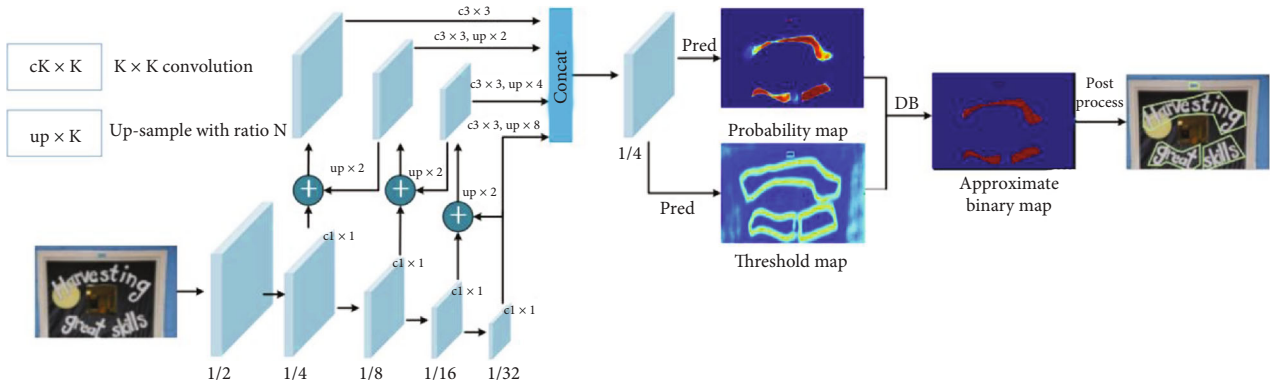 cK × K
K × K convolution
up × K
Up-sample with ratio N
c3 × 3
c3 × 3, up × 2
c3 × 3, up × 4
c3 × 3, up × 8
Concat
up × 2
up × 2
up × 2
c1 × 1
c1 × 1
c1 × 1
c1 × 1
Harvesting
great skills
1/2
1/4
1/8
1/16
1/32
1/4
Pred
Pred
Probability map
Threshold map
DB
Approximate
binary map
Post
process
Harvesting
great skills